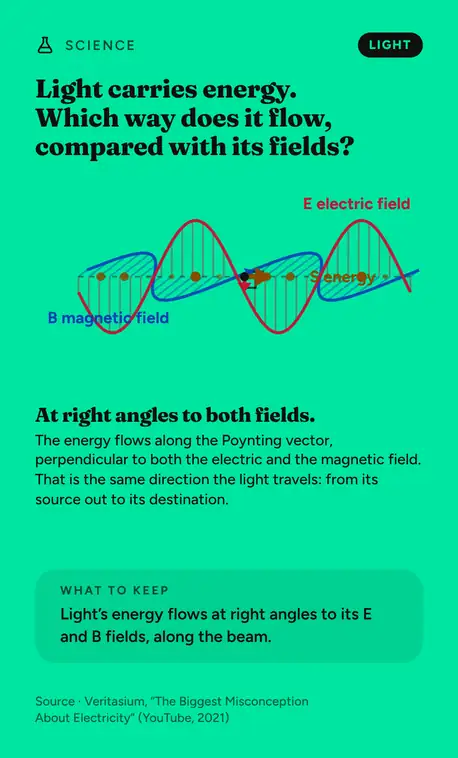 SCIENCE
LIGHT
Light carries energy.
Which way does it flow,
compared with its fields?
E electric field
S energy
B magnetic field
At right angles to both fields.
The energy flows along the Poynting vector,
perpendicular to both the electric and the magnetic field.
That is the same direction the light travels: from its
source out to its destination.
WHAT TO KEEP
Light’s energy flows at right angles to its E
and B fields, along the beam.
Source · Veritasium, “The Biggest Misconception
About Electricity” (YouTube, 2021)